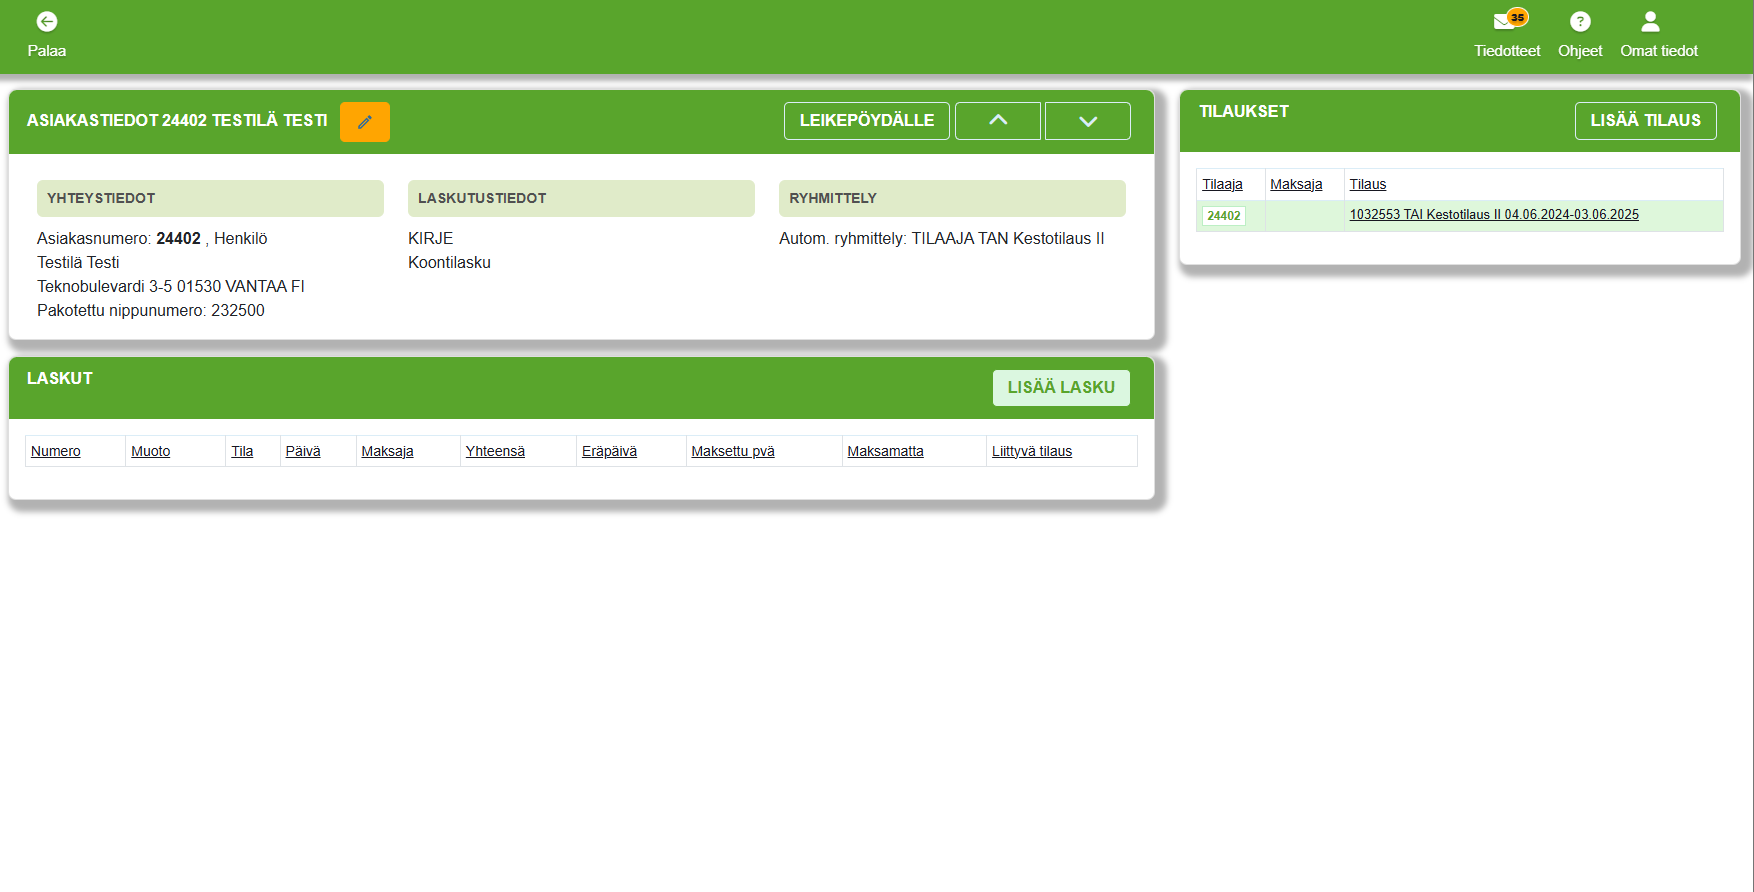 Palaa
35
Tiedotteet Ohjeet Omat tiedot
ASIAKASTIEDOT 24402 TESTILÄ TESTI
LEIKEPÖYDÄLLE
YHTEYSTIEDOT
Asiakasnumero: 24402 , Henkilö
Testilä Testi
Teknobulevardi 3-5 01530 VANTAA FI
Pakotettu nippunumero: 232500
LASKUTUSTIEDOT
KIRJE
Koontilasku
RYHMITTELY
Autom. ryhmittely: TILAAJA TAN Kestotilaus II
TILAUKSET
LISÄÄ TILAUS
Tilaaja Maksaja Tilaus
24402 1032553 TAI Kestotilaus II 04.06.2024-03.06.2025
LASKUT
LISÄÄ LASKU
Numero Muoto Tila Päivä Maksaja Yhteensä Eräpäivä Maksettu pvä Maksamatta Liittyvä tilaus